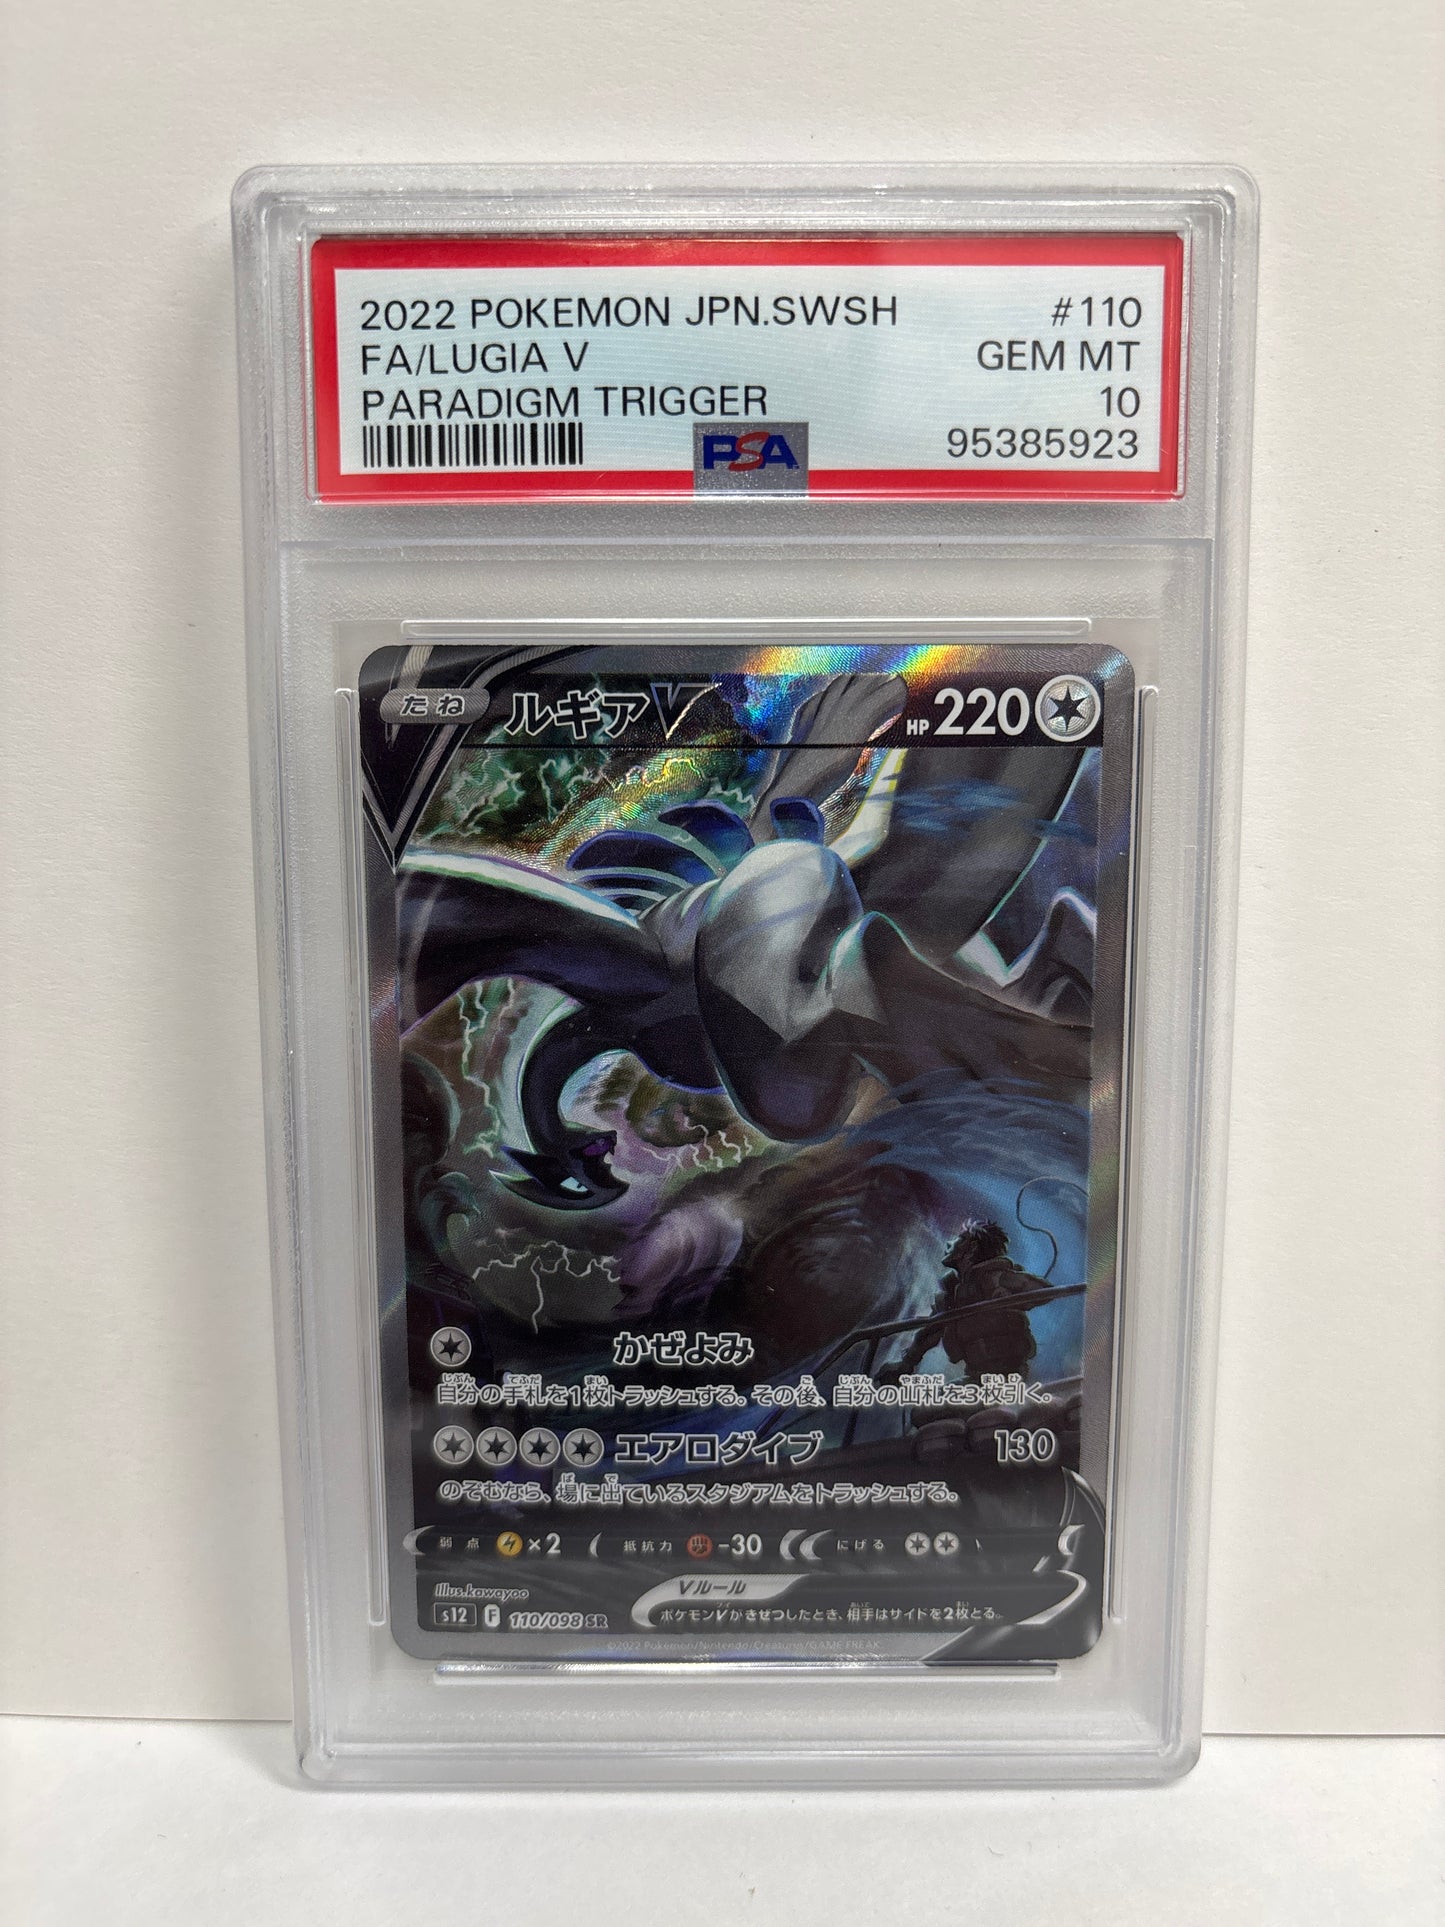 2022 POKEMON JPN.SWSH #110
FA/LUGIA V GEM MT
PARADIGM TRIGGER 10
PSA 95385923
たね ルギアV HP 220
かぜよみ
自分の手札を1枚トラッシュする。その後、自分の山札を3枚引く。
エアロダイブ 130
のぞむなら、場に出ているスタジアムをトラッシュする。
弱点 ×2 抵抗力 -30 にげる
Illus.kawayoo
Vルール
s12 F 110/098 SR
ポケモンVがきぜつしたとき、相手はサイドを2枚とる。
©2022 Pokémon/Nintendo/Creatures/GAME FREAK